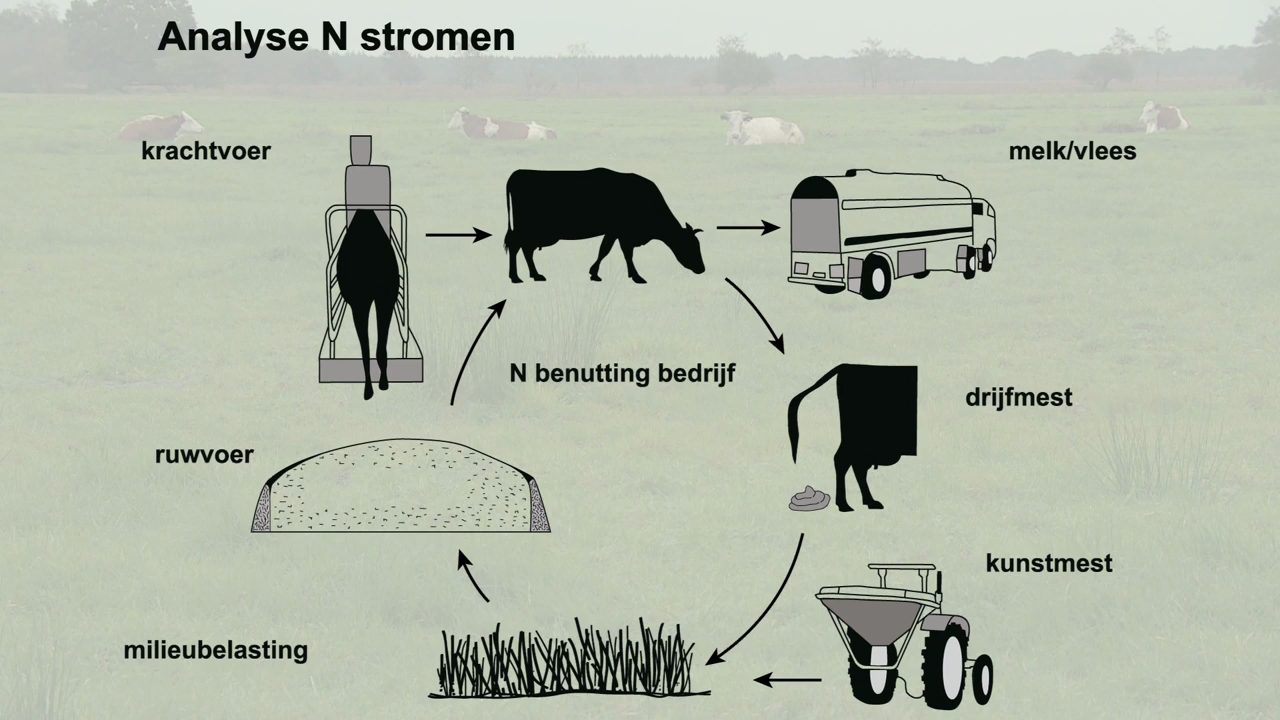 Analyse N stromen
krachtvoer
melk/vlees
N benutting bedrijf
drijfmest
ruwvoer
kunstmest
milieubelasting